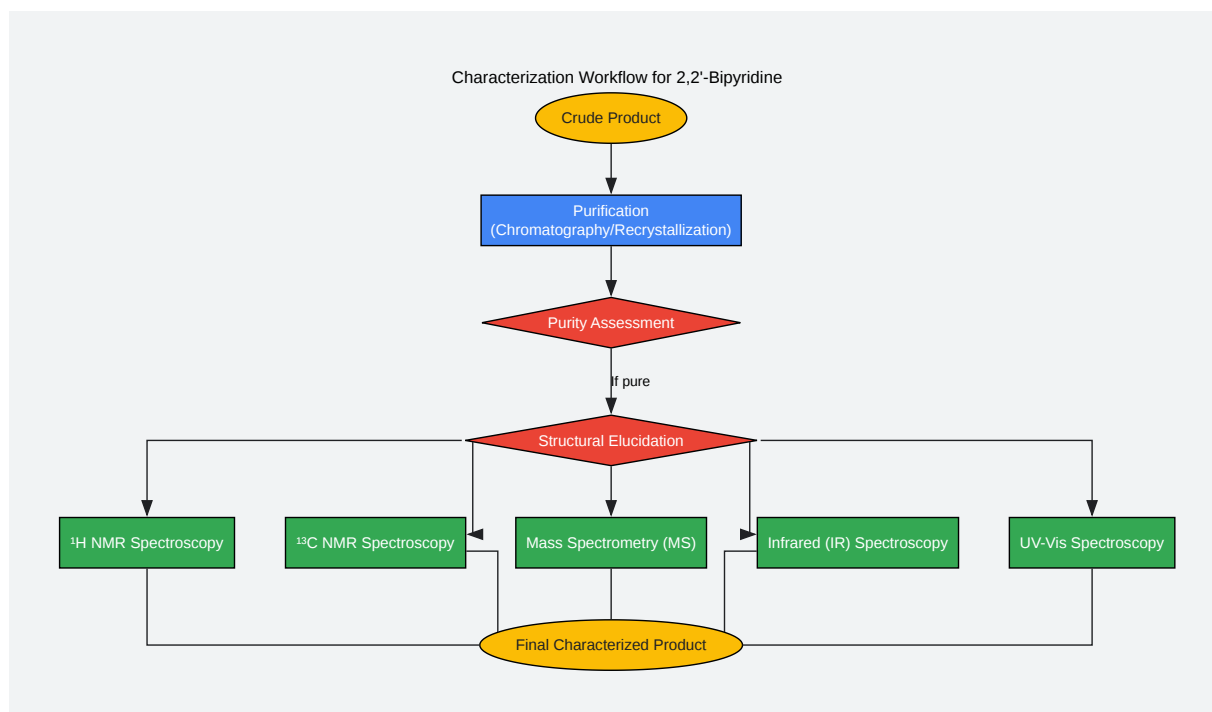 Characterization Workflow for 2,2'-Bipyridine
Crude Product
Purification
(Chromatography/Recrystallization)
Purity Assessment
If pure
Structural Elucidation
¹H NMR Spectroscopy
¹³C NMR Spectroscopy
Mass Spectrometry (MS)
Infrared (IR) Spectroscopy
UV-Vis Spectroscopy
Final Characterized Product